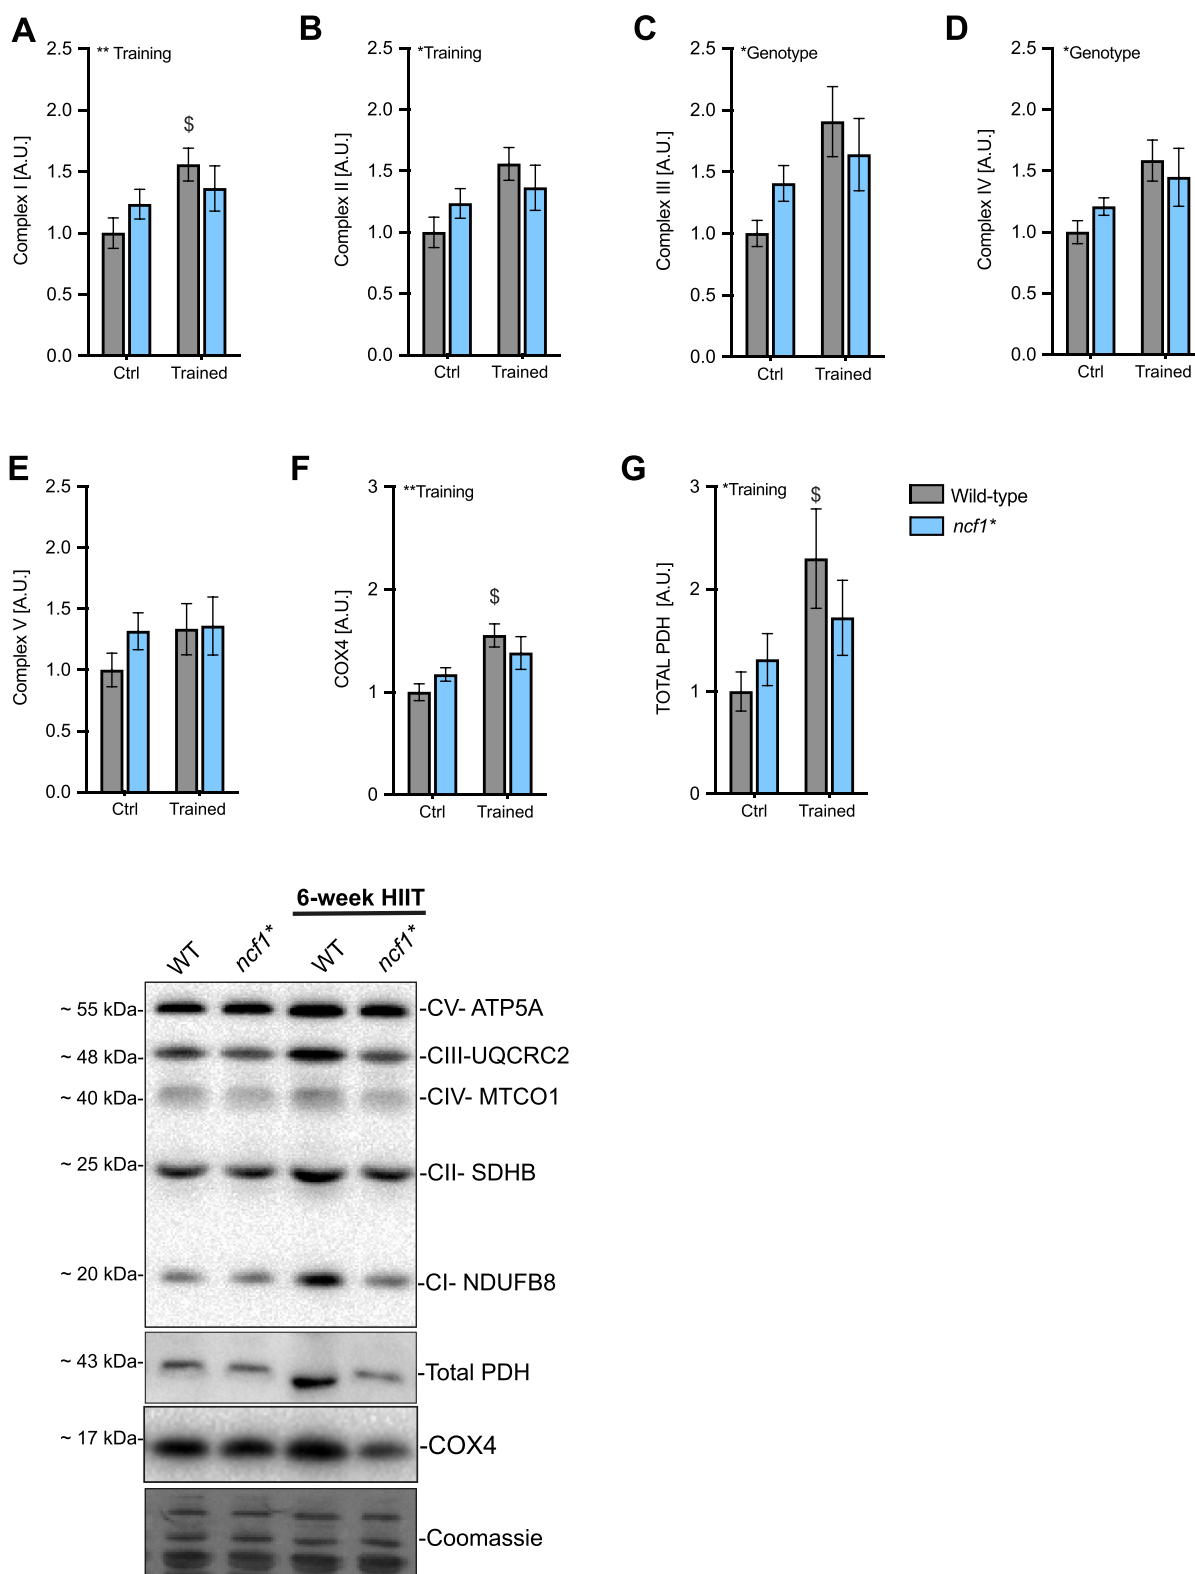 A
** Training
Complex I [A.U.]
2.5
2.0
1.5
1.0
0.5
0.0
$
Ctrl Trained
B
*Training
Complex II [A.U.]
2.5
2.0
1.5
1.0
0.5
0.0
Ctrl Trained
C
*Genotype
Complex III [A.U.]
2.5
2.0
1.5
1.0
0.5
0.0
Ctrl Trained
D
*Genotype
Complex IV [A.U.]
2.5
2.0
1.5
1.0
0.5
0.0
Ctrl Trained
E
Complex V [A.U.]
2.5
2.0
1.5
1.0
0.5
0.0
Ctrl Trained
F
**Training
COX4 [A.U.]
3
2
1
0
$
Ctrl Trained
G
*Training
TOTAL PDH [A.U.]
3
2
1
0
$
Ctrl Trained
Wild-type
ncf1*
6-week HIIT
WT ncf1* WT ncf1*
~ 55 kDa- -CV- ATP5A
~ 48 kDa- -CIII-UQCRC2
~ 40 kDa- -CIV- MTCO1
~ 25 kDa- -CII- SDHB
~ 20 kDa- -CI- NDUFB8
~ 43 kDa- -Total PDH
~ 17 kDa- -COX4
-Coomassie